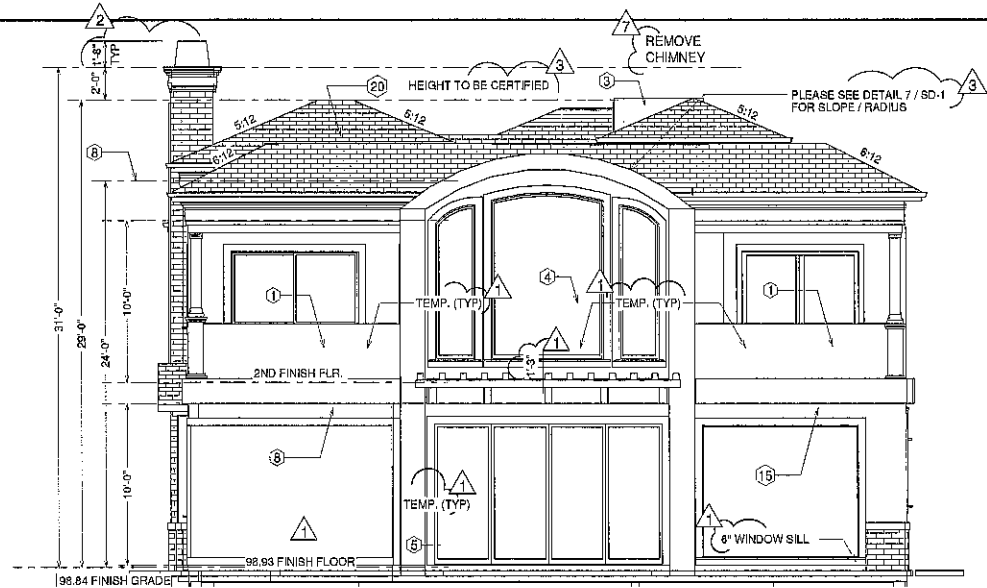 2
1'-8"
TYP
2'-0"
7
REMOVE
CHIMNEY
20
HEIGHT TO BE CERTIFIED
3
3
PLEASE SEE DETAIL 7 / SD-1
FOR SLOPE / RADIUS
3
5:12
5:12
5:12
8
6:12
6:12
31'-0"
29'-0"
24'-0"
10'-0"
1
TEMP. (TYP)
1
4
1
TEMP. (TYP)
1
1'-3"
1
2ND FINISH FLR.
10'-0"
8
15
TEMP. (TYP)
1
1
5
1
6" WINDOW SILL
98.93 FINISH FLOOR
98.84 FINISH GRADE